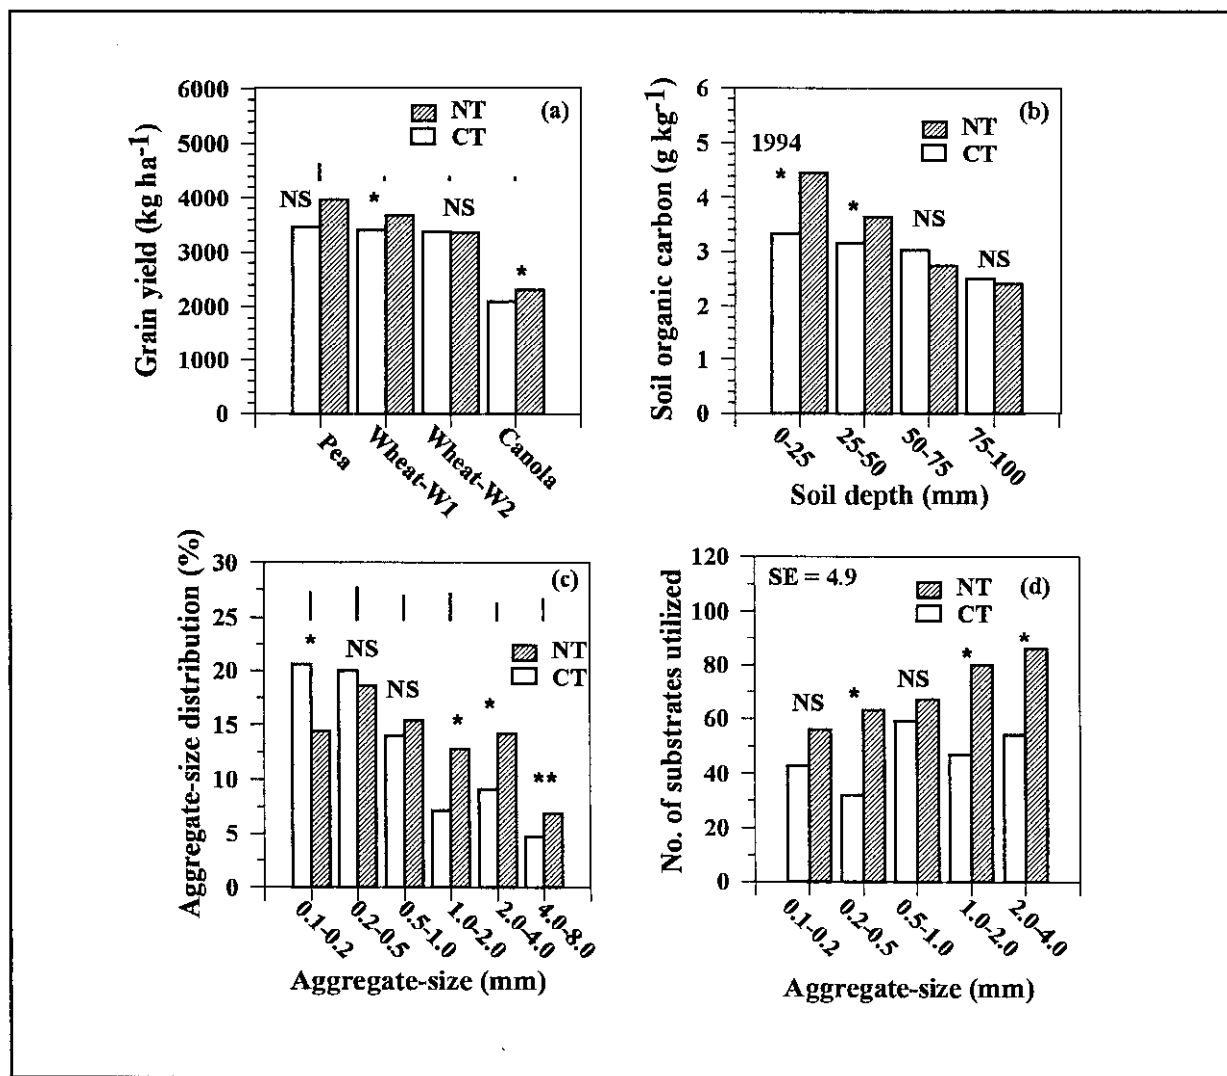 (a)
NT
CT
6000
5000
4000
3000
2000
1000
0
Grain yield (kg ha-1)
NS
*
NS
*
Pea
Wheat-W1
Wheat-W2
Canola
(b)
NT
CT
1994
6
5
4
3
2
1
0
Soil organic carbon (g kg-1)
*
*
NS
NS
0-25
25-50
50-75
75-100
Soil depth (mm)
(c)
NT
CT
30
25
20
15
10
5
0
Aggregate-size distribution (%)
*
NS
NS
*
*
**
0.1-0.2
0.2-0.5
0.5-1.0
1.0-2.0
2.0-4.0
4.0-8.0
Aggregate-size (mm)
SE = 4.9
(d)
NT
CT
120
100
80
60
40
20
0
No. of substrates utilized
NS
*
NS
*
*
0.1-0.2
0.2-0.5
0.5-1.0
1.0-2.0
2.0-4.0
Aggregate-size (mm)